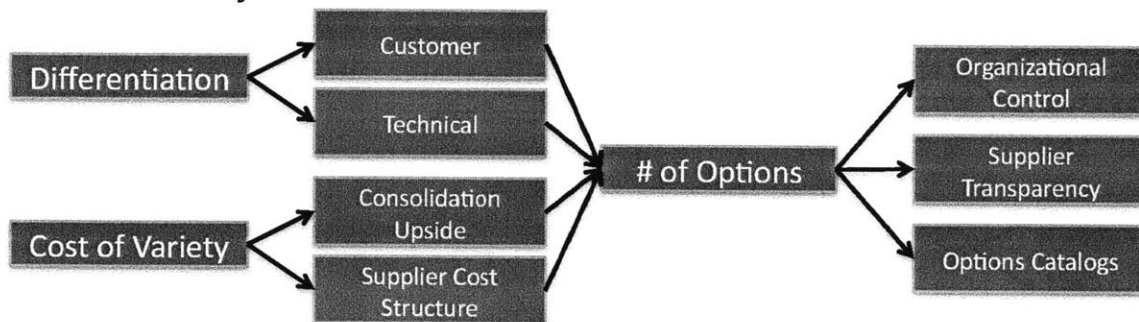 Differentiation
Cost of Variety
Customer
Technical
Consolidation
Upside
Supplier Cost
Structure
# of Options
Organizational
Control
Supplier
Transparency
Options Catalogs